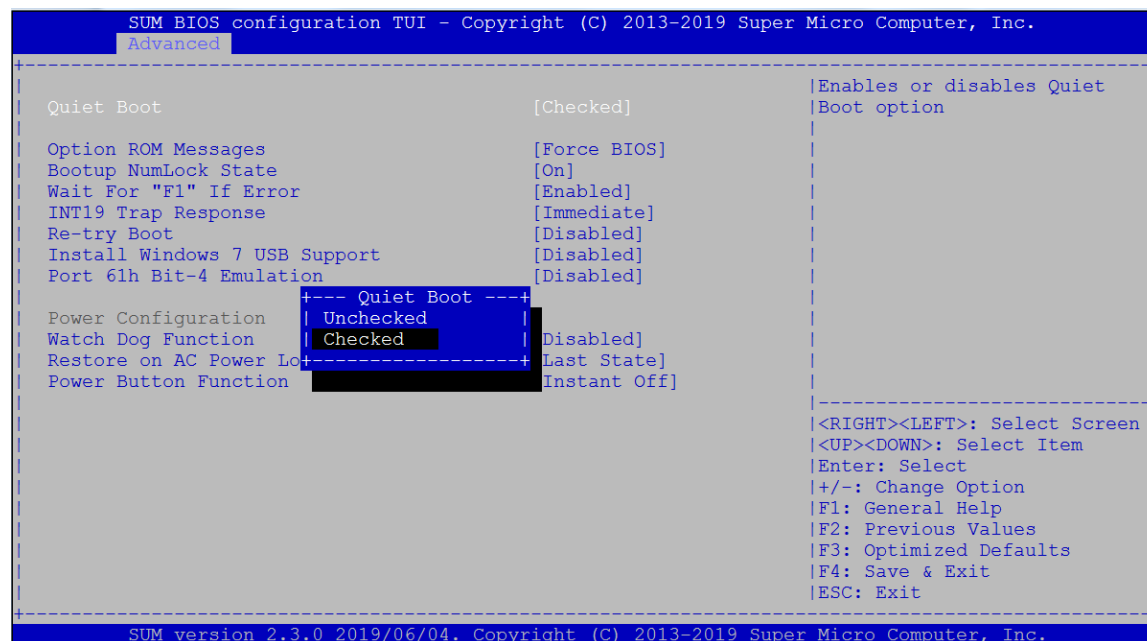 SUM BIOS configuration TUI - Copyright (C) 2013-2019 Super Micro Computer, Inc.
Advanced
Quiet Boot [Checked]
Option ROM Messages [Force BIOS]
Bootup NumLock State [On]
Wait For "F1" If Error [Enabled]
INT19 Trap Response [Immediate]
Re-try Boot [Disabled]
Install Windows 7 USB Support [Disabled]
Port 61h Bit-4 Emulation [Disabled]
Power Configuration
Watch Dog Function Disabled]
Restore on AC Power Lo Last State]
Power Button Function Instant Off]
Quiet Boot
Unchecked
Checked
Enables or disables Quiet
Boot option
<RIGHT><LEFT>: Select Screen
<UP><DOWN>: Select Item
Enter: Select
+/-: Change Option
F1: General Help
F2: Previous Values
F3: Optimized Defaults
F4: Save & Exit
ESC: Exit
SUM version 2.3.0 2019/06/04. Copyright (C) 2013-2019 Super Micro Computer, Inc.